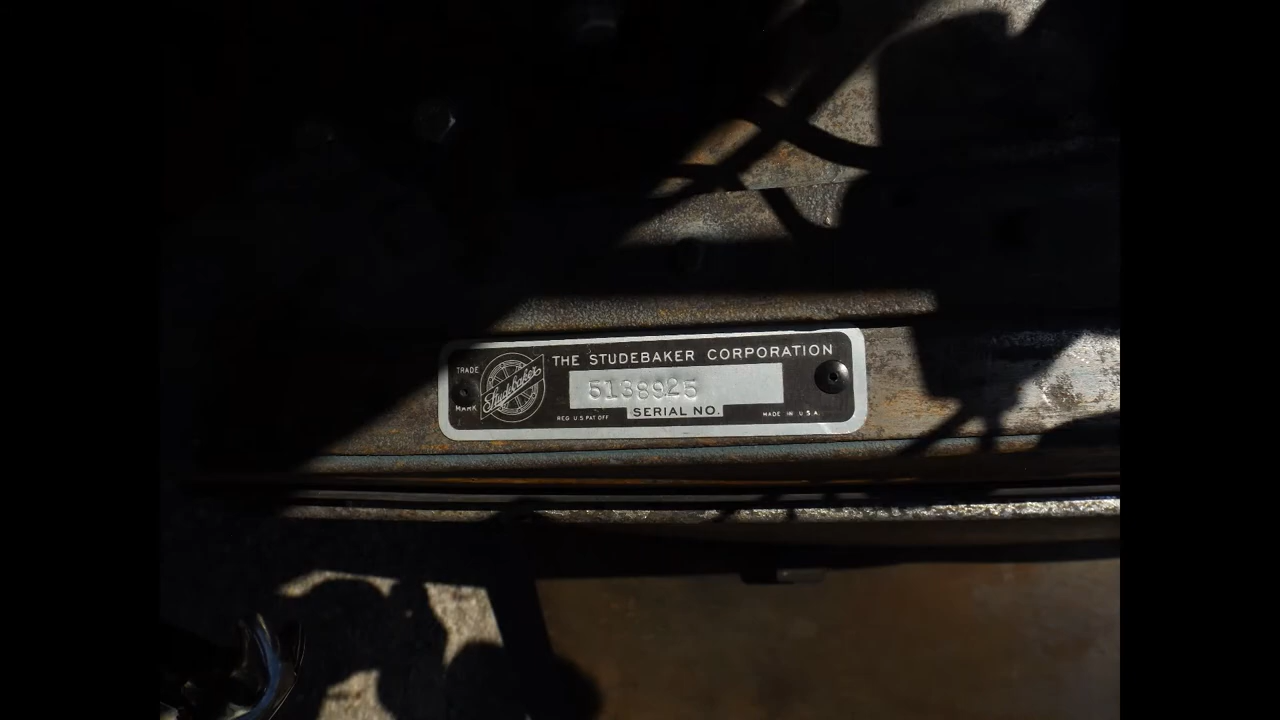 THE STUDEBAKER CORPORATION
TRADE
MARK
Studebaker
5138925
SERIAL NO.
REG. U.S. PAT. OFF
MADE IN U.S.A.